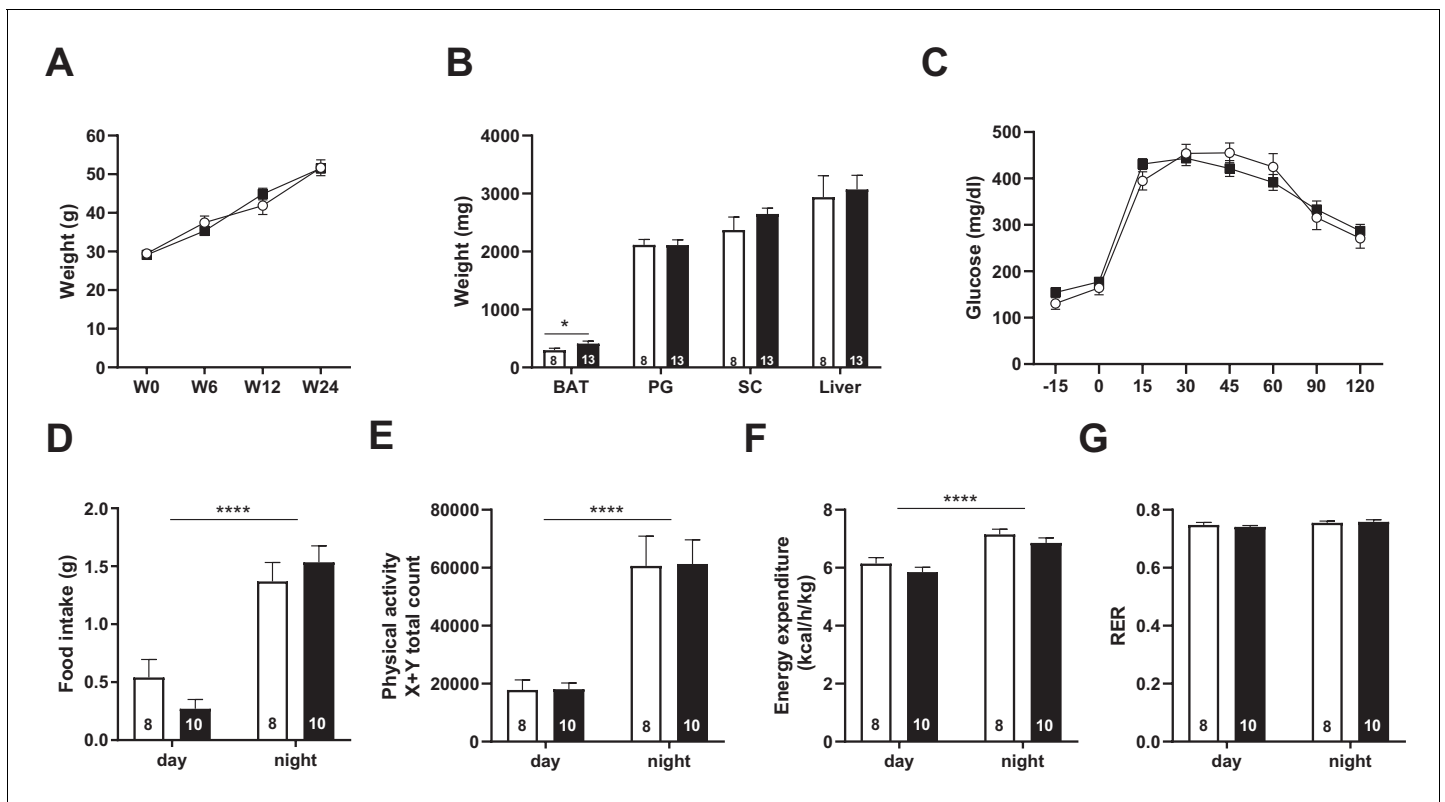 A
B
C
Weight (g)
60
50
40
30
20
10
0
W0 W6 W12 W24
Weight (mg)
4000
3000
2000
1000
0
*
8 13 8 13 8 13 8 13
BAT PG SC Liver
Glucose (mg/dl)
500
400
300
200
100
0
-15 0 15 30 45 60 90 120
D
E
F
G
Food intake (g)
2.0
1.5
1.0
0.5
0.0
****
8 10 8 10
day night
Physical activity
X+Y total count
80000
60000
40000
20000
0
****
8 10 8 10
day night
Energy expenditure
(kcal/h/kg)
8
6
4
2
0
****
8 10 8 10
day night
RER
0.8
0.6
0.4
0.2
0.0
8 10 8 10
day night